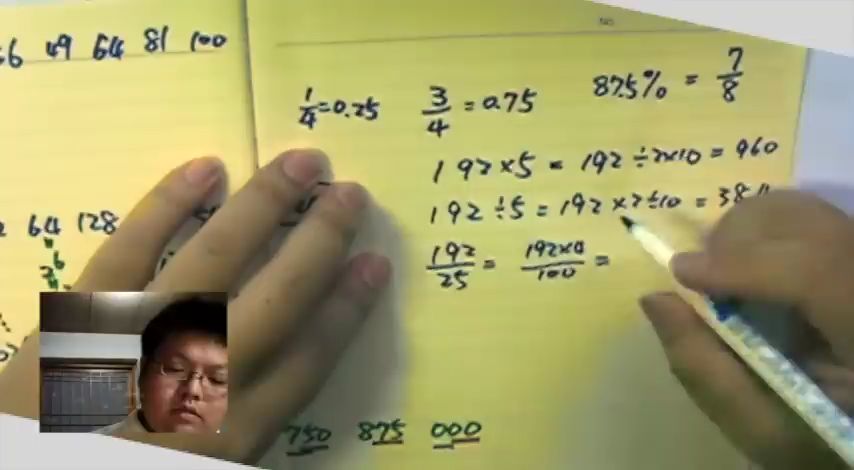 49 64 81 100
1/4 = 0.25 3/4 = 0.75 87.5% = 7/8
192 × 5 = 192 ÷ 2 × 10 = 960
64 128
192 ÷ 5 = 192 × 2 ÷ 10 = 38.4
192/25 = 192×4/100 =
750 875 000